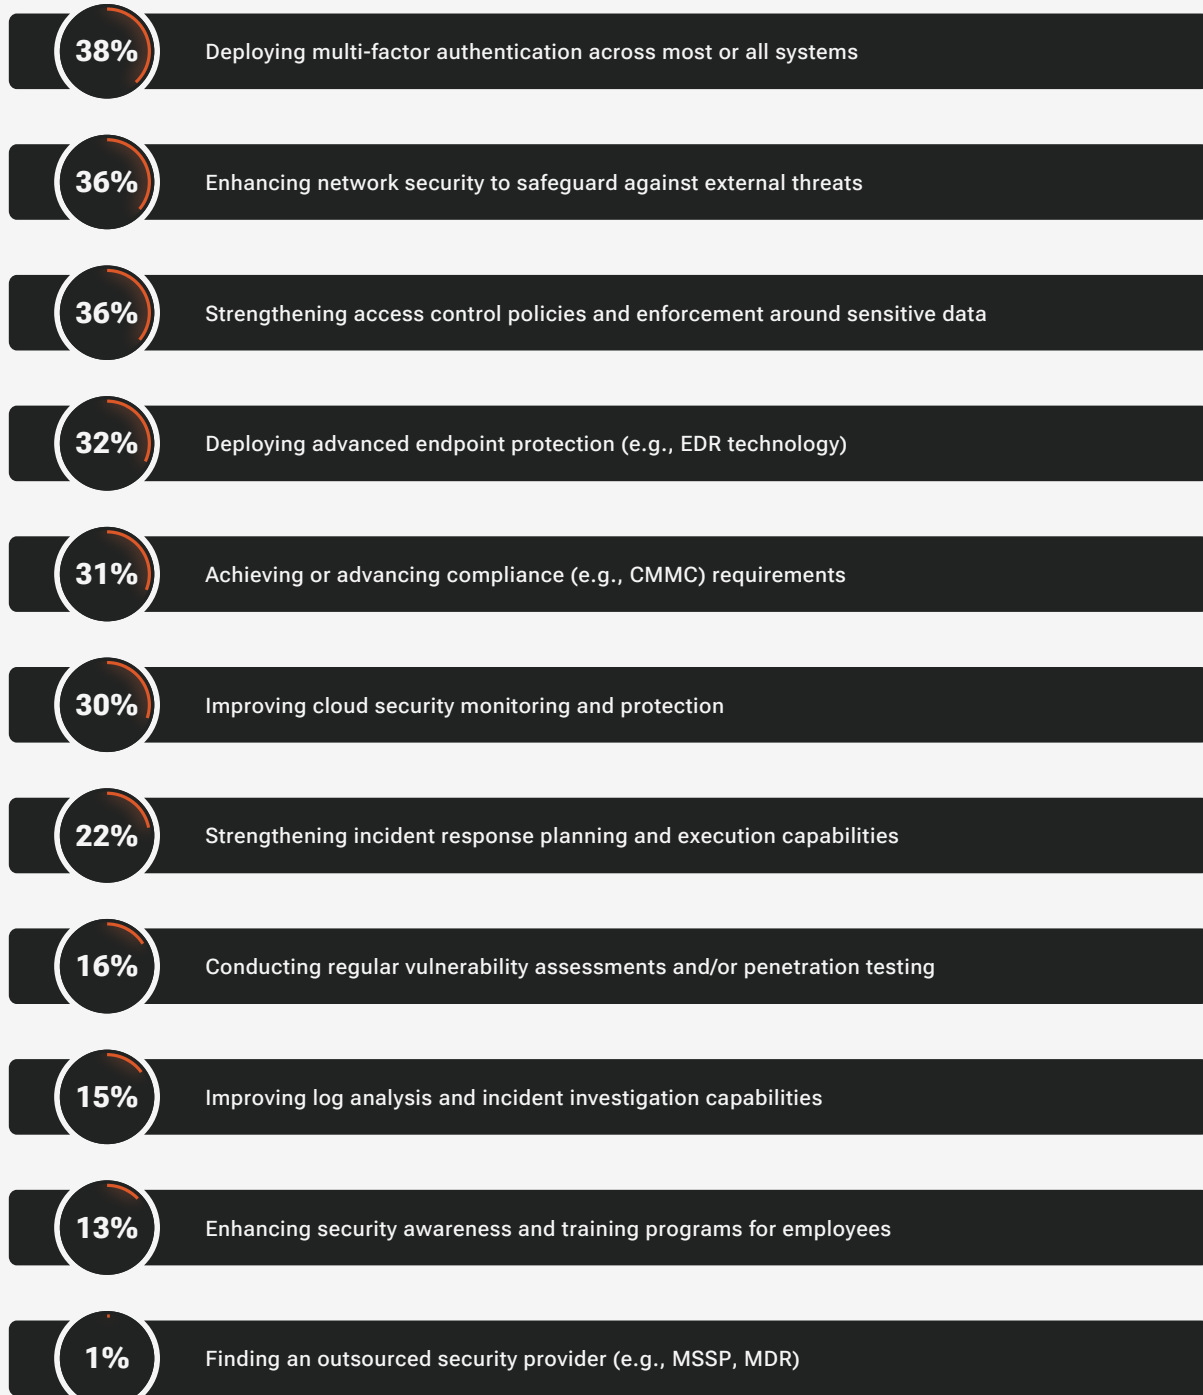 38% Deploying multi-factor authentication across most or all systems
36% Enhancing network security to safeguard against external threats
36% Strengthening access control policies and enforcement around sensitive data
32% Deploying advanced endpoint protection (e.g., EDR technology)
31% Achieving or advancing compliance (e.g., CMMC) requirements
30% Improving cloud security monitoring and protection
22% Strengthening incident response planning and execution capabilities
16% Conducting regular vulnerability assessments and/or penetration testing
15% Improving log analysis and incident investigation capabilities
13% Enhancing security awareness and training programs for employees
1% Finding an outsourced security provider (e.g., MSSP, MDR)